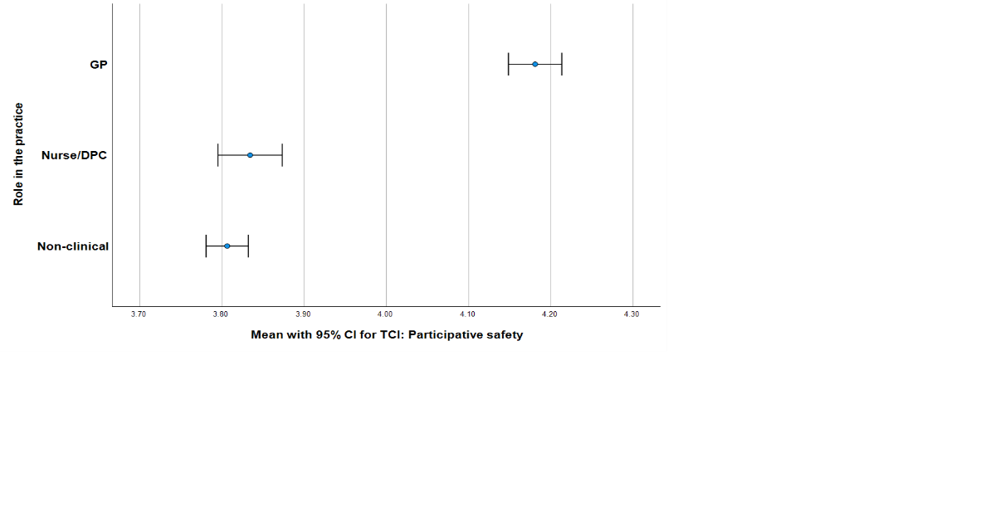 Role in the practice
GP
Nurse/DPC
Non-clinical
3.70 3.80 3.90 4.00 4.10 4.20 4.30
Mean with 95% CI for TCI: Participative safety